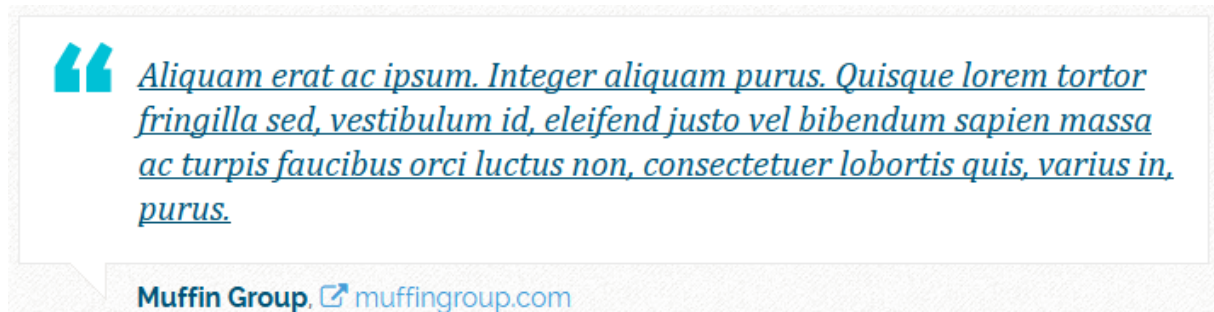 Aliquam erat ac ipsum. Integer aliquam purus. Quisque lorem tortor
fringilla sed, vestibulum id, eleifend justo vel bibendum sapien massa
ac turpis faucibus orci luctus non, consectetuer lobortis quis, varius in,
purus.
Muffin Group, muffingroup.com